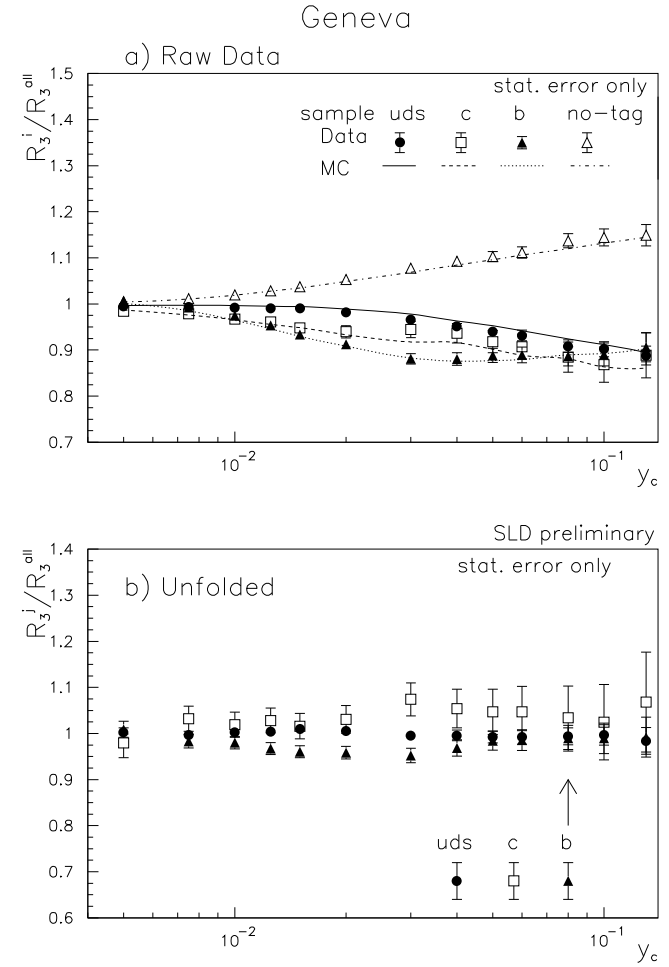 Geneva
a) Raw Data
R₃ⁱ/R₃ᵃˡˡ
stat. error only
sample uds c b no-tag
Data
MC
1.5
1.4
1.3
1.2
1.1
1
0.9
0.8
0.7
10⁻² 10⁻¹
y_c
SLD preliminary
stat. error only
b) Unfolded
R₃ʲ/R₃ᵃˡˡ
1.4
1.3
1.2
1.1
1
0.9
0.8
0.7
0.6
uds c b
10⁻² 10⁻¹
y_c